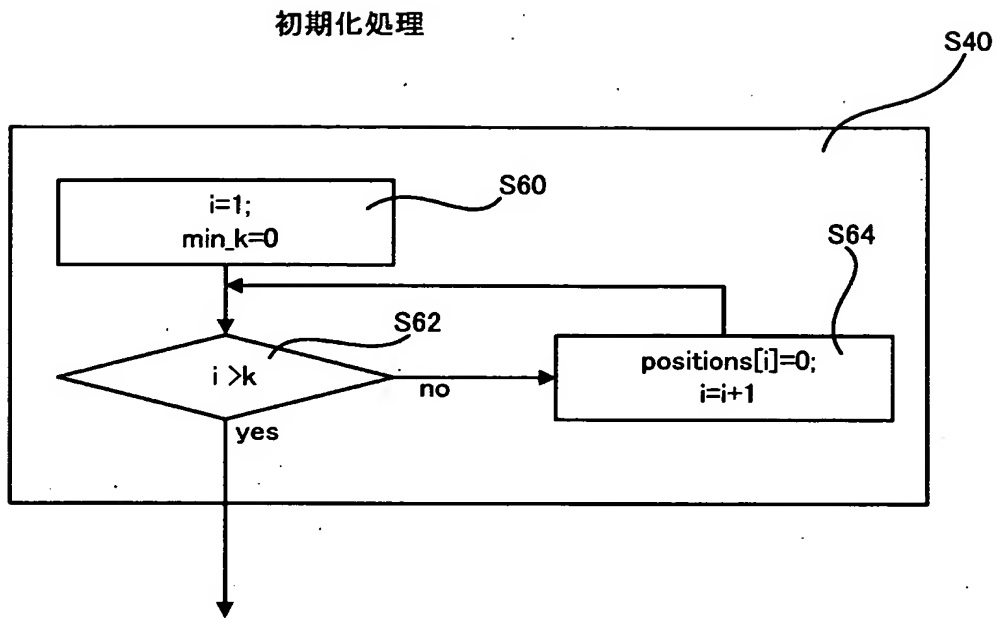 初期化処理
S40
S60
i=1;
min_k=0
S64
S62
i >k
no
positions[i]=0;
i=i+1
yes